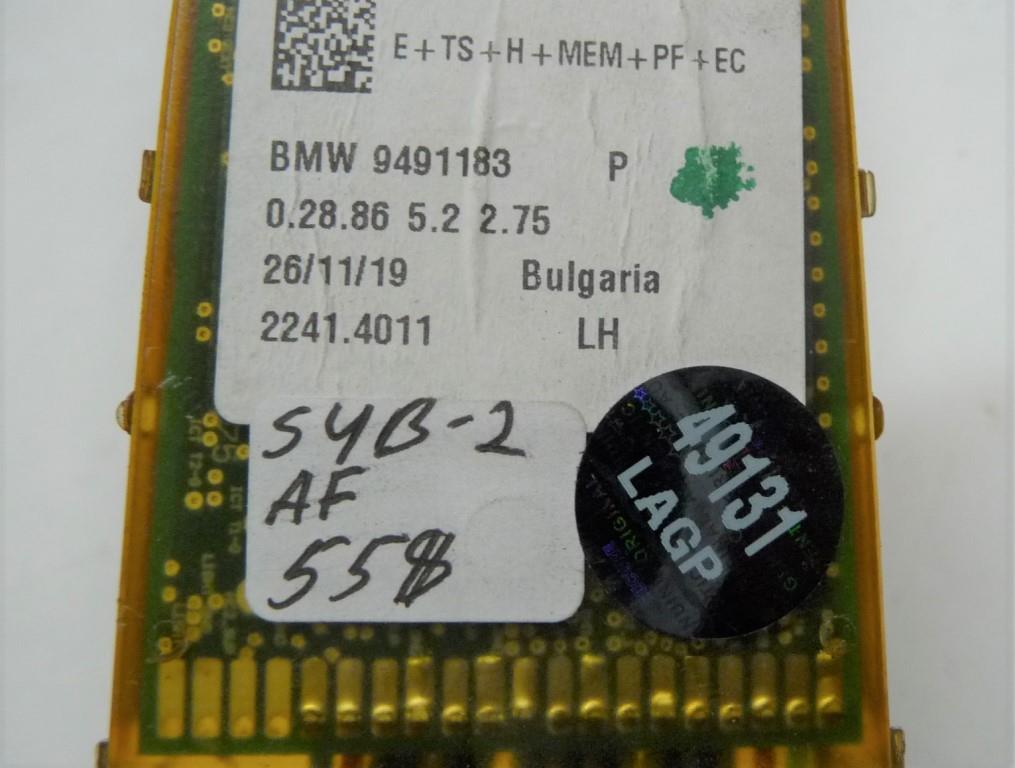 E+TS+H+MEM+PF+EC
BMW 9491183 P
0.28.86 5.2 2.75
26/11/19 Bulgaria
2241.4011 LH
SYB-2
AF
55$
49131
LAGP
ORIGINAL